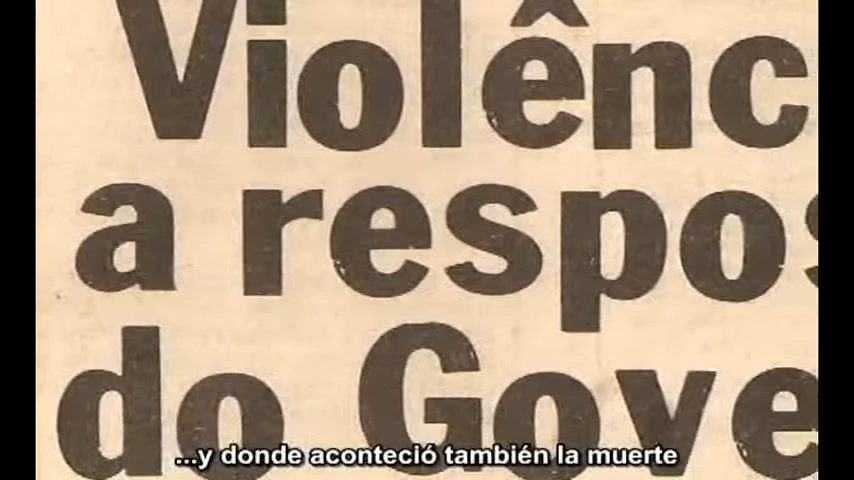 Violênc
a respos
do Gove
...y donde aconteció también la muerte